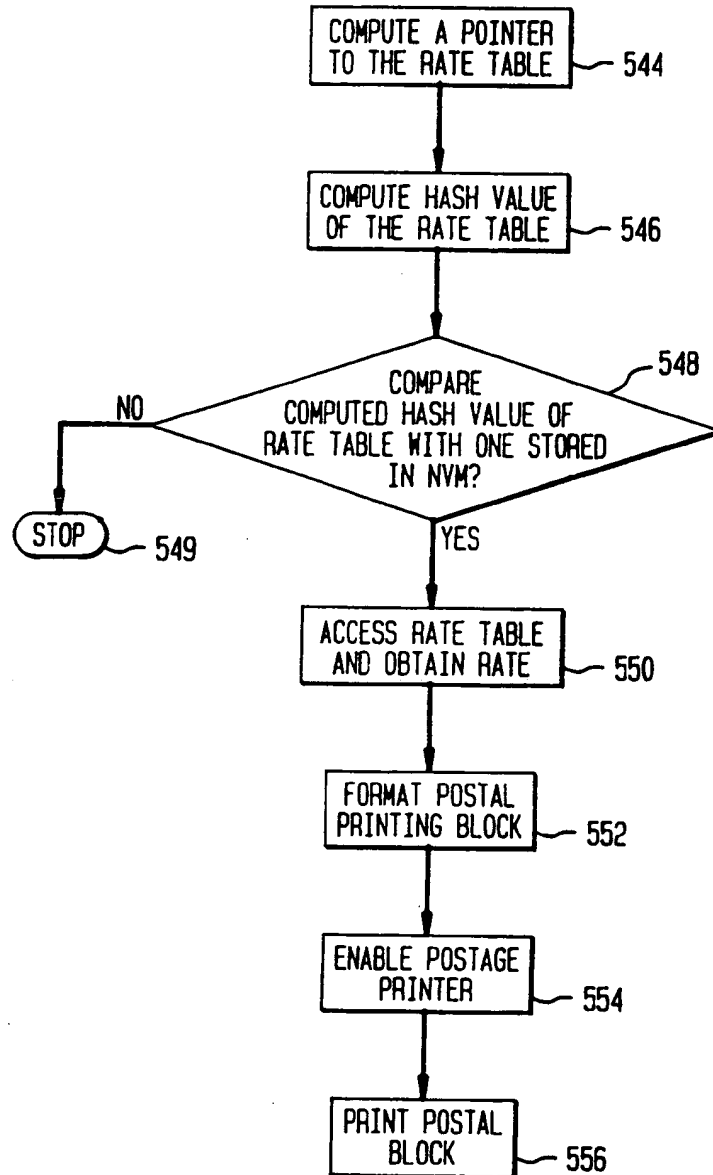 COMPUTE A POINTER
TO THE RATE TABLE
544
COMPUTE HASH VALUE
OF THE RATE TABLE
546
548
COMPARE
COMPUTED HASH VALUE OF
RATE TABLE WITH ONE STORED
IN NVM?
NO
STOP
549
YES
ACCESS RATE TABLE
AND OBTAIN RATE
550
FORMAT POSTAL
PRINTING BLOCK
552
ENABLE POSTAGE
PRINTER
554
PRINT POSTAL
BLOCK
556